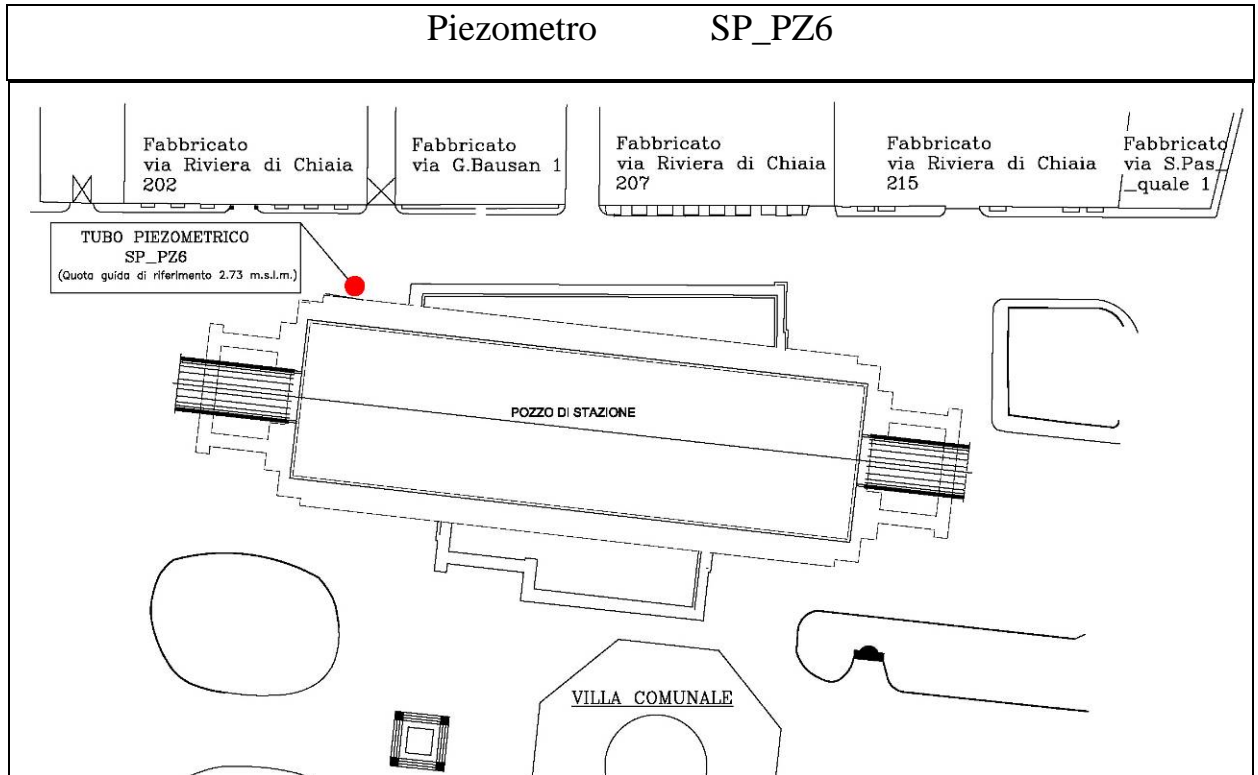 Piezometro SP_PZ6
Fabbricato
via Riviera di Chiaia
202
Fabbricato
via G.Bausan 1
Fabbricato
via Riviera di Chiaia
207
Fabbricato
via Riviera di Chiaia
215
Fabbricato
via S.Pas_
_quale 1
TUBO PIEZOMETRICO
SP_PZ6
(Quota guida di riferimento 2.73 m.s.l.m.)
POZZO DI STAZIONE
VILLA COMUNALE